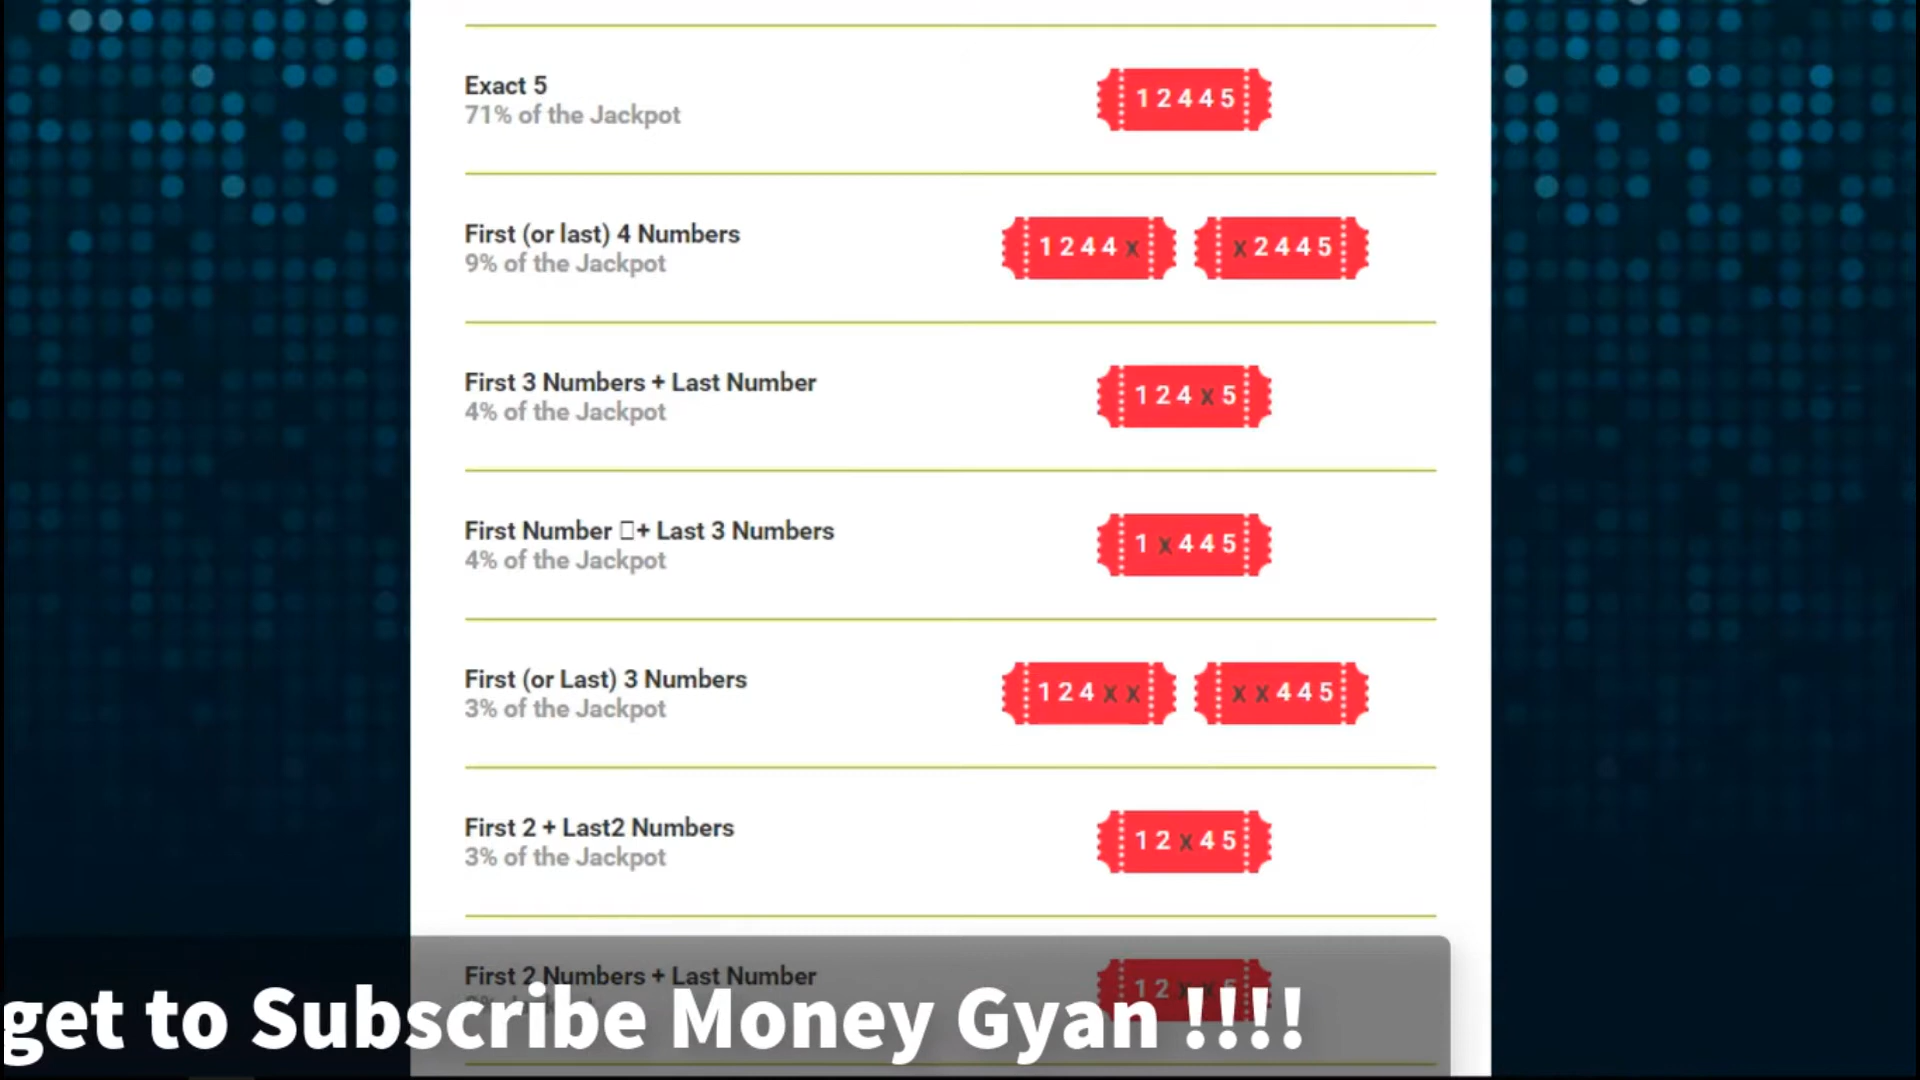 Exact 5
71% of the Jackpot
12445
First (or last) 4 Numbers
9% of the Jackpot
1244x x2445
First 3 Numbers + Last Number
4% of the Jackpot
124x5
First Number □+ Last 3 Numbers
4% of the Jackpot
1x445
First (or Last) 3 Numbers
3% of the Jackpot
124xx xx445
First 2 + Last2 Numbers
3% of the Jackpot
12x45
First 2 Numbers + Last Number
12xx5
get to Subscribe Money Gyan !!!!